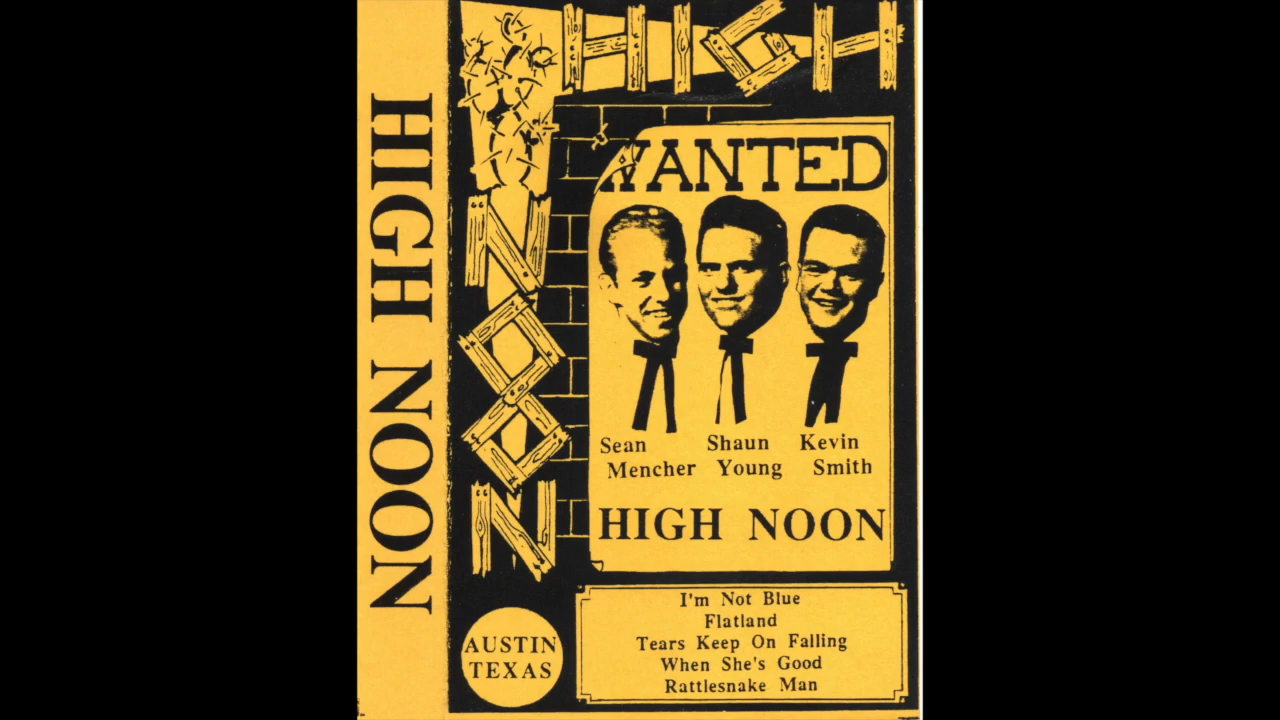 HIGH NOON
HIGH
NOON
WANTED
Sean Shaun Kevin
Mencher Young Smith
HIGH NOON
I'm Not Blue
Flatland
Tears Keep On Falling
When She's Good
Rattlesnake Man
AUSTIN
TEXAS